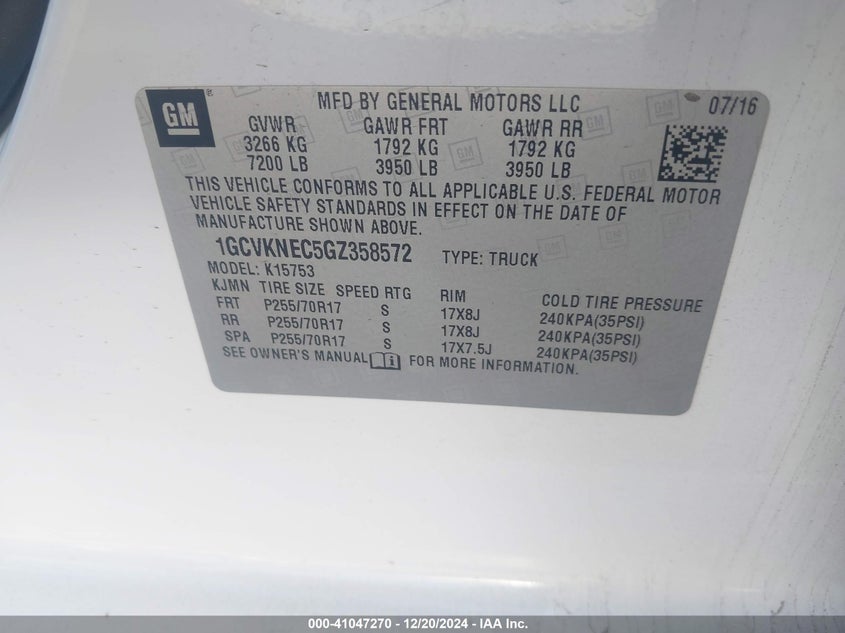 GM
MFD BY GENERAL MOTORS LLC 07/16
GVWR GAWR FRT GAWR RR
3266 KG 1792 KG 1792 KG
7200 LB 3950 LB 3950 LB
THIS VEHICLE CONFORMS TO ALL APPLICABLE U.S. FEDERAL MOTOR
VEHICLE SAFETY STANDARDS IN EFFECT ON THE DATE OF
MANUFACTURE SHOWN ABOVE.
1GCVKNEC5GZ358572 TYPE: TRUCK
MODEL: K15753
KJMN TIRE SIZE SPEED RTG RIM COLD TIRE PRESSURE
FRT P255/70R17 S 17X8J 240KPA(35PSI)
RR P255/70R17 S 17X8J 240KPA(35PSI)
SPA P255/70R17 S 17X7.5J 240KPA(35PSI)
SEE OWNER'S MANUAL FOR MORE INFORMATION.
000-41047270 - 12/20/2024 - IAA Inc.